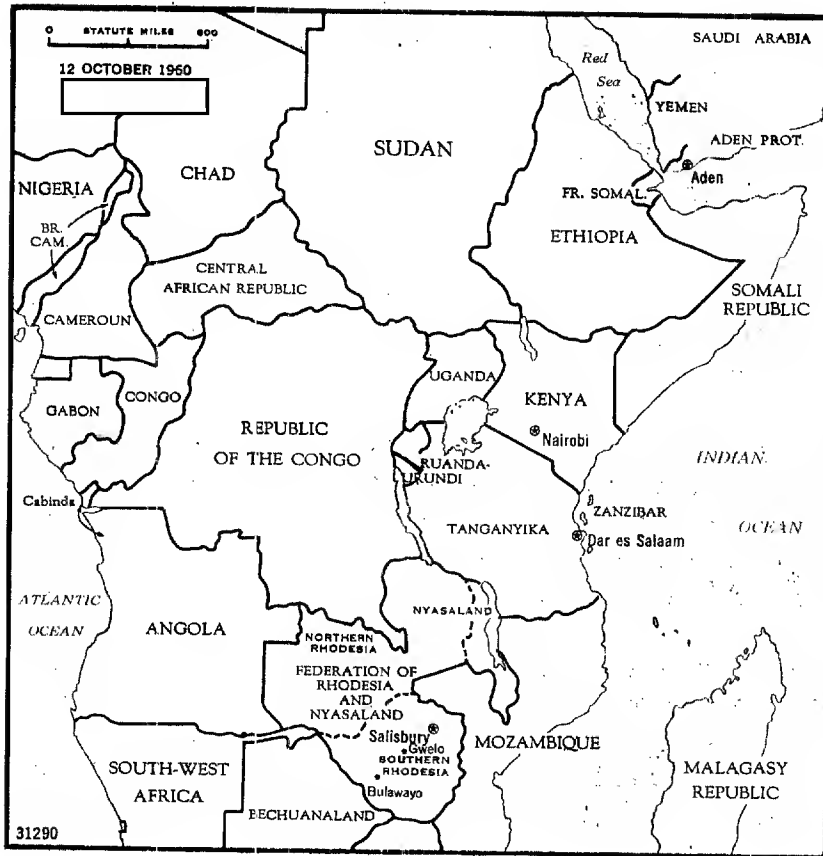 0 STATUTE MILES 800
12 OCTOBER 1960
SAUDI ARABIA
Red
Sea
YEMEN
ADEN PROT.
Aden
SUDAN
CHAD
NIGERIA
BR.
CAM.
FR. SOMAL.
ETHIOPIA
CENTRAL
AFRICAN REPUBLIC
SOMALI
REPUBLIC
CAMEROUN
UGANDA
KENYA
GABON
CONGO
REPUBLIC
OF THE CONGO
Nairobi
RUANDA-
URUNDI
INDIAN
OCEAN
Cabinda
ZANZIBAR
TANGANYIKA
Dar es Salaam
ATLANTIC
OCEAN
ANGOLA
NYASALAND
NORTHERN
RHODESIA
FEDERATION OF
RHODESIA
AND
NYASALAND
Salisbury
Gwelo
SOUTHERN
RHODESIA
Bulawayo
MOZAMBIQUE
SOUTH-WEST
AFRICA
BECHUANALAND
MALAGASY
REPUBLIC
31290